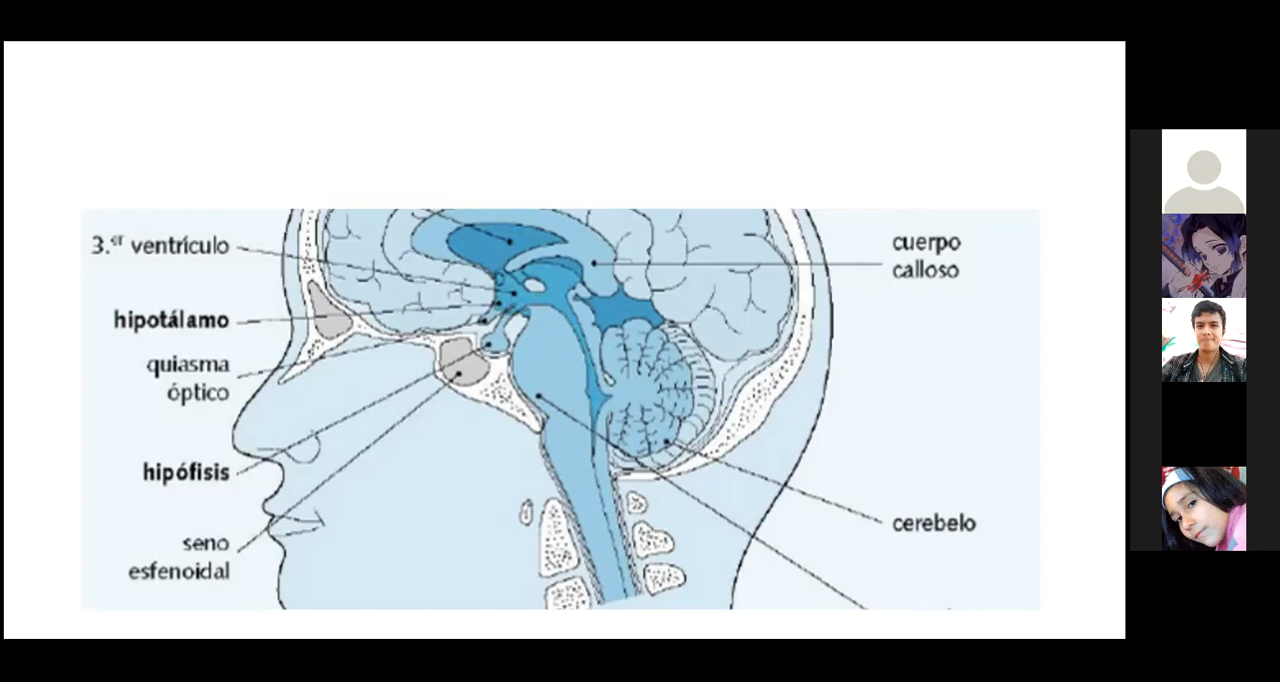 3.er ventrículo
hipotálamo
quiasma
óptico
hipófisis
seno
esfenoidal
cuerpo
calloso
cerebelo